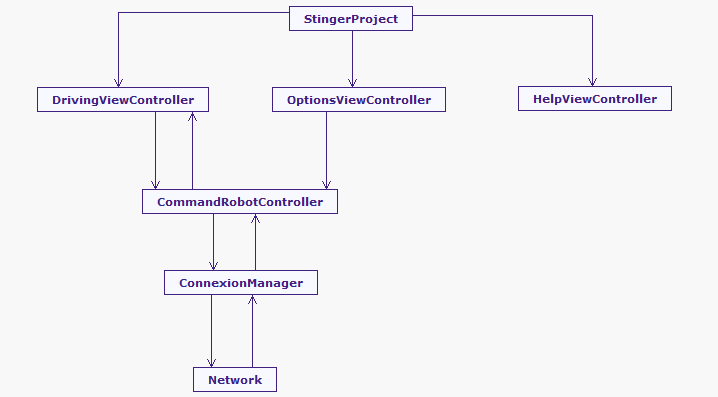 StingerProject
DrivingViewController
OptionsViewController
HelpViewController
CommandRobotController
ConnexionManager
Network